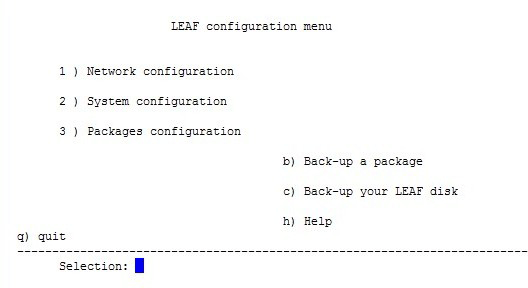 LEAF configuration menu
1 ) Network configuration
2 ) System configuration
3 ) Packages configuration
b) Back-up a package
c) Back-up your LEAF disk
h) Help
q) quit
Selection: